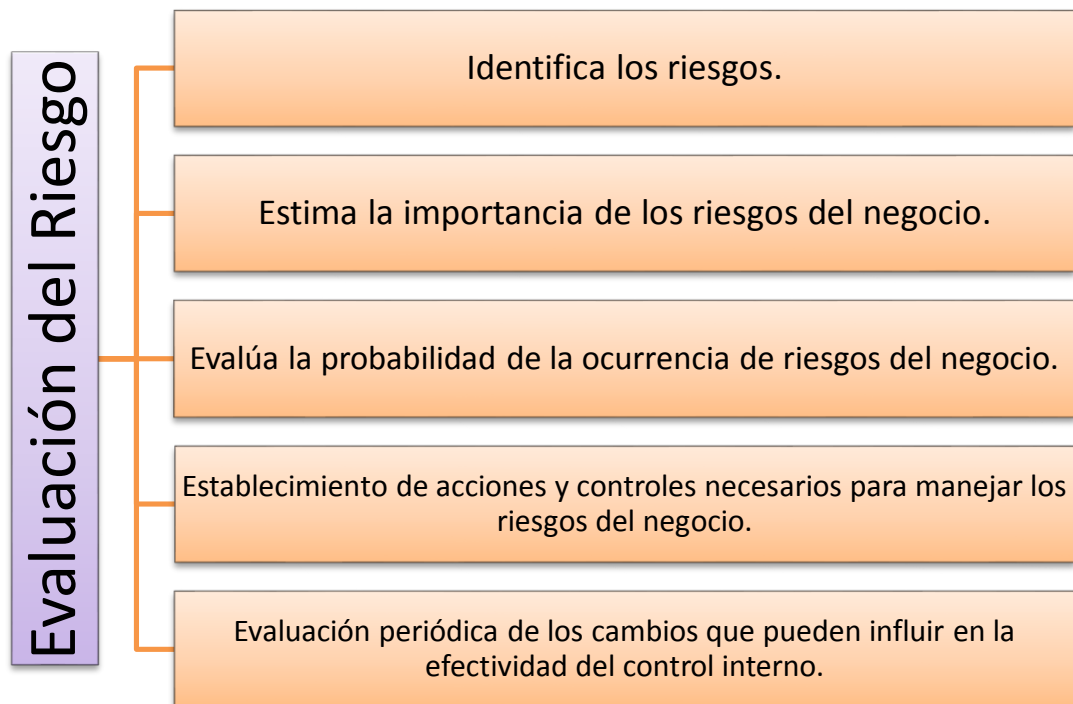 Evaluación del Riesgo
Identifica los riesgos.
Estima la importancia de los riesgos del negocio.
Evalúa la probabilidad de la ocurrencia de riesgos del negocio.
Establecimiento de acciones y controles necesarios para manejar los
riesgos del negocio.
Evaluación periódica de los cambios que pueden influir en la
efectividad del control interno.